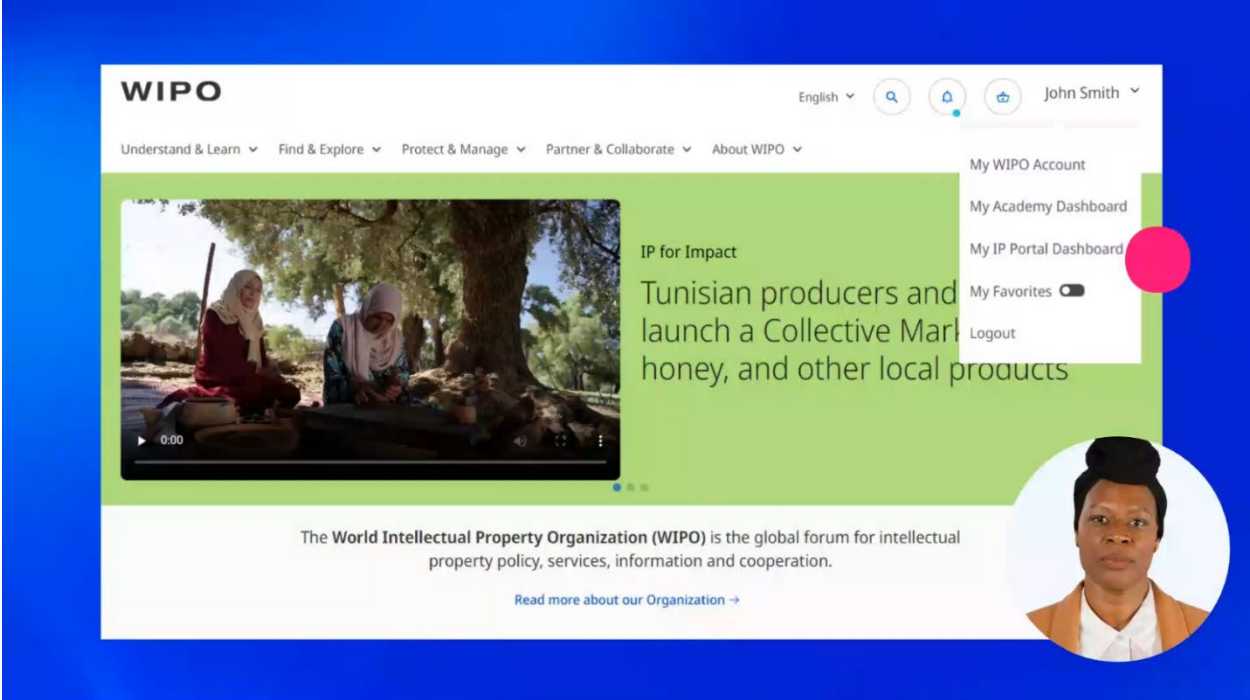 WIPO
English
John Smith
Understand & Learn
Find & Explore
Protect & Manage
Partner & Collaborate
About WIPO
My WIPO Account
My Academy Dashboard
My IP Portal Dashboard
My Favorites
Logout
IP for Impact
Tunisian producers and
launch a Collective Mark
honey, and other local products
0:00
The World Intellectual Property Organization (WIPO) is the global forum for intellectual
property policy, services, information and cooperation.
Read more about our Organization →